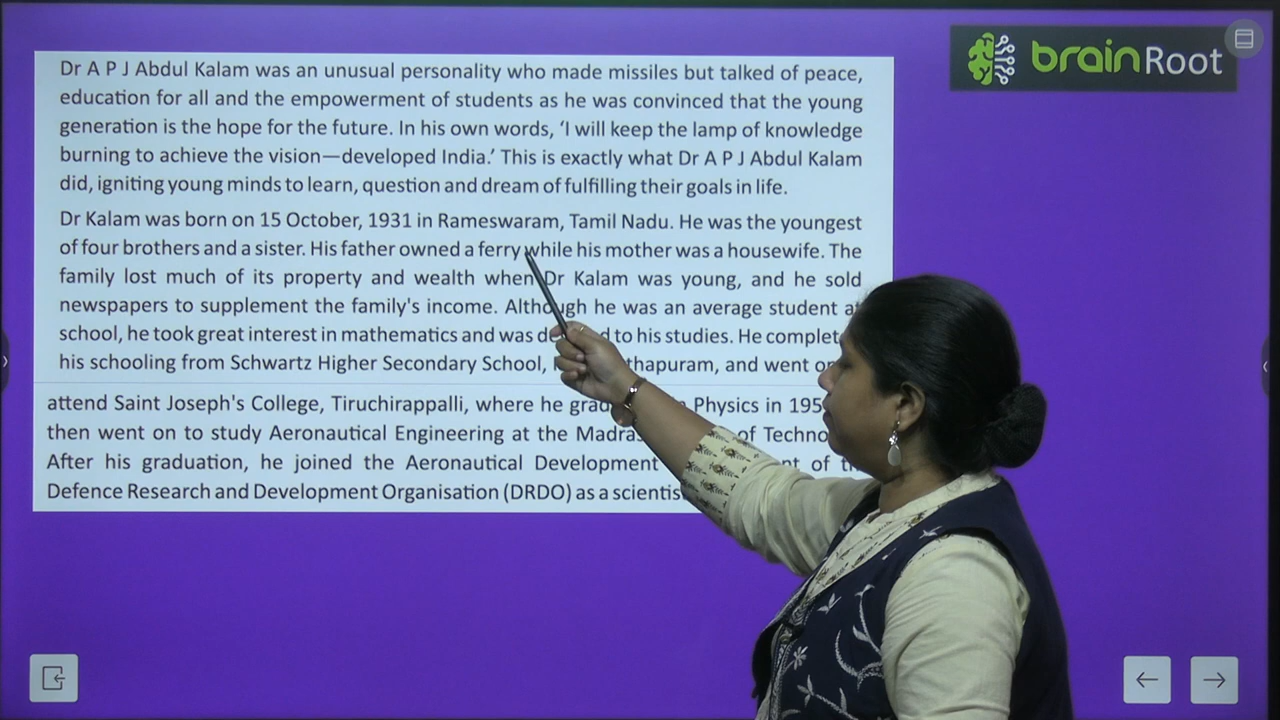 brainRoot
Dr A P J Abdul Kalam was an unusual personality who made missiles but talked of peace,
education for all and the empowerment of students as he was convinced that the young
generation is the hope for the future. In his own words, ‘I will keep the lamp of knowledge
burning to achieve the vision—developed India.’ This is exactly what Dr A P J Abdul Kalam
did, igniting young minds to learn, question and dream of fulfilling their goals in life.
Dr Kalam was born on 15 October, 1931 in Rameswaram, Tamil Nadu. He was the youngest
of four brothers and a sister. His father owned a ferry while his mother was a housewife. The
family lost much of its property and wealth when Dr Kalam was young, and he sold
newspapers to supplement the family's income. Although he was an average student at
school, he took great interest in mathematics and was to his studies. He
his schooling from Schwartz Higher Secondary School, and went
attend Saint Joseph's College, Tiruchirappalli, where he Physics in
then went on to study Aeronautical Engineering at the of
After his graduation, he joined the Aeronautical Development of
Defence Research and Development Organisation (DRDO) as a